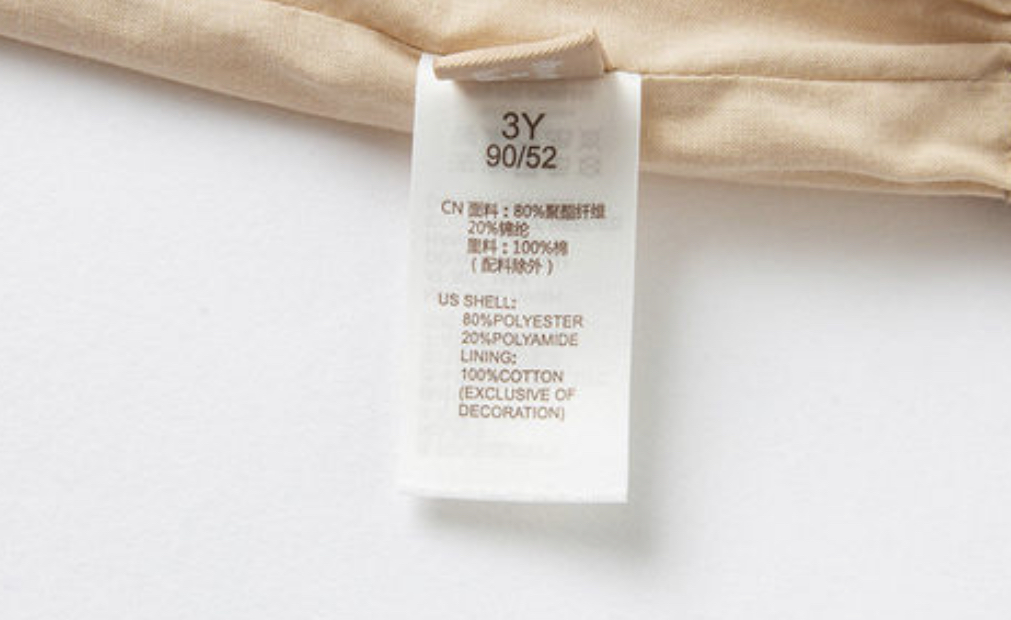 3Y
90/52
CN 面料：80%聚酯纤维
20%锦纶
里料：100%棉
（配料除外）
US SHELL:
80%POLYESTER
20%POLYAMIDE
LINING:
100%COTTON
(EXCLUSIVE OF
DECORATION)